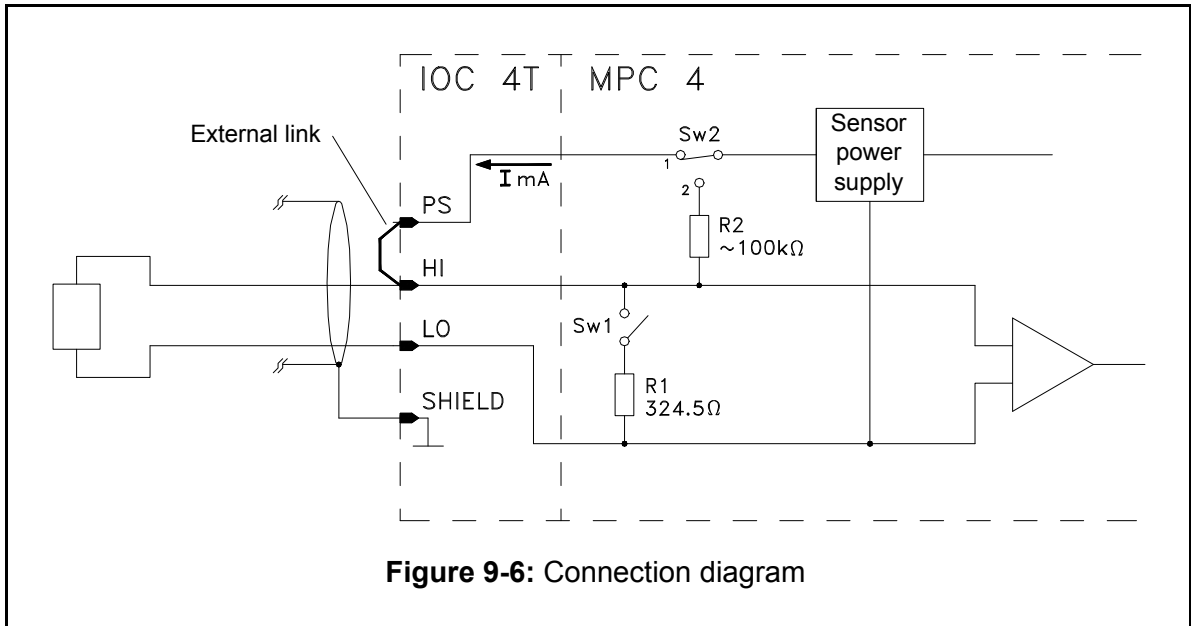 IOC 4T
MPC 4
External link
Sw2
Sensor
power
supply
1
I mA
2
PS
R2
~100kΩ
HI
Sw1
LO
R1
324.5Ω
SHIELD
Figure 9-6: Connection diagram